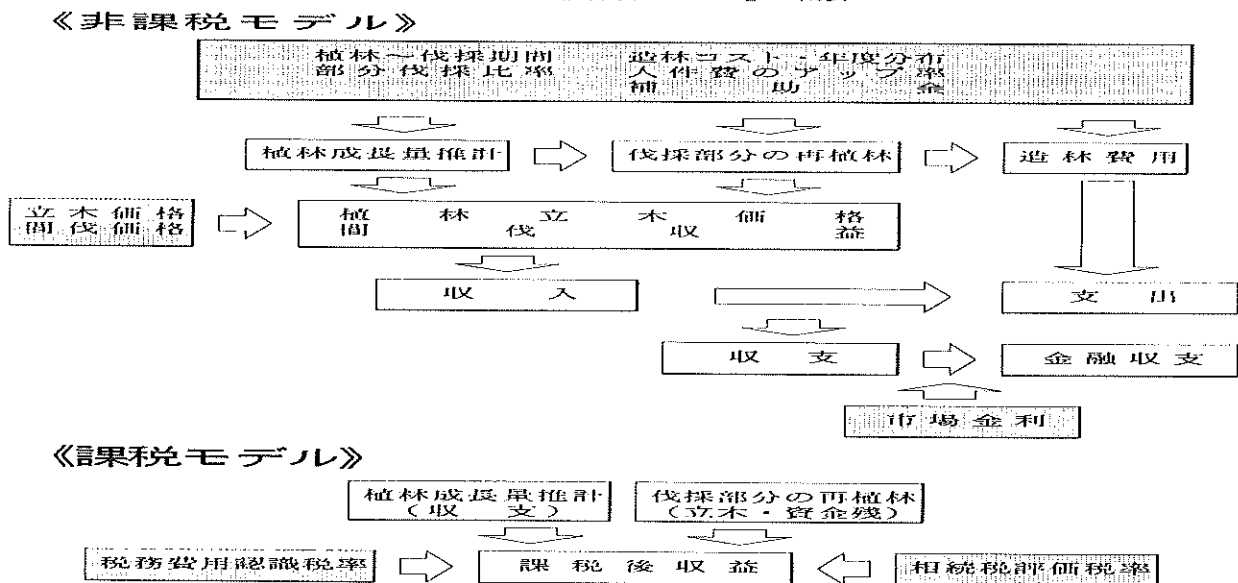 《非課税モデル》
植林～伐採期間 造林コスト・年度分布
部分伐採比率 人件費のアップ率
補助金
植林成長量推計 伐採部分の再植林 造林費用
立木価格
間伐価格
植林立木価格
間伐収益
収入 支出
収支 金融収支
市場金利
《課税モデル》
植林成長量推計
(収支)
伐採部分の再植林
(立木・資金残)
税務費用認識税率 課税後収益 相続税評価税率